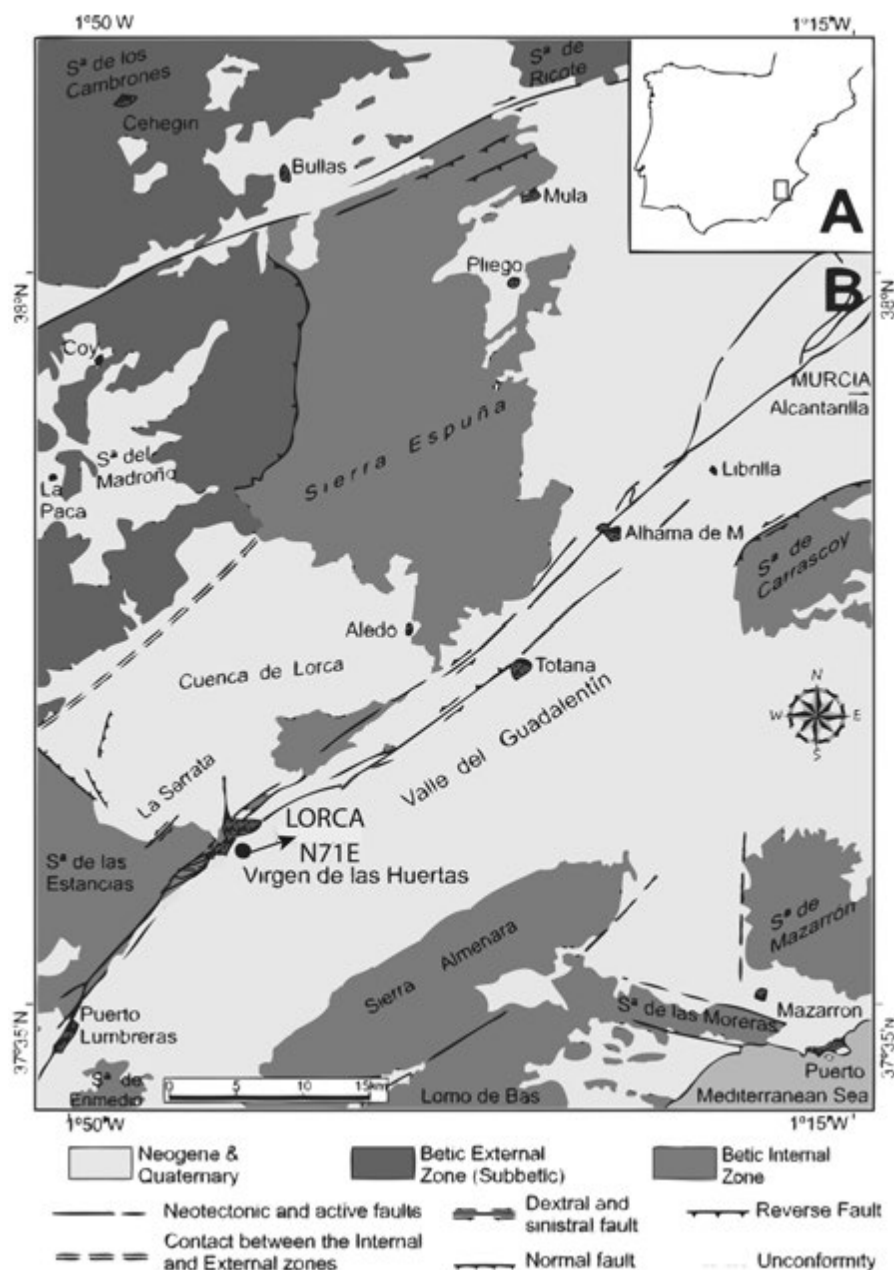 1°50 W
1°15'W
Sª de los
Cambrones
Cehegin
Sª de
Ricote
A
Bullas
Mula
Pliego
B
38°N
38°N
Coy
MURCIA
Alcantarilla
Sierra Espuña
Sª del
Madroño
La
Paca
Librilla
Alhama de M
Sª de
Carrascoy
Aledo
Totana
Cuenca de Lorca
N
W
E
S
Valle del Guadalentín
La Serrata
LORCA
N71E
Virgen de las Huertas
Sª de las
Estancias
Sª de
Mazarrón
Sierra Almenara
Mazarron
Sª de las Moreras
37°35'N
37°35'N
Puerto
Lumbreras
Puerto
Sª de
Enmedio
0 5 10 15km
Lomo de Bas
Mediterranean Sea
1°50 W
1°15'W
Neogene &
Quaternary
Betic External
Zone (Subbetic)
Betic Internal
Zone
Neotectonic and active faults
Dextral and
sinistral fault
Reverse Fault
Contact between the Internal
and External zones
Normal fault
Unconformity